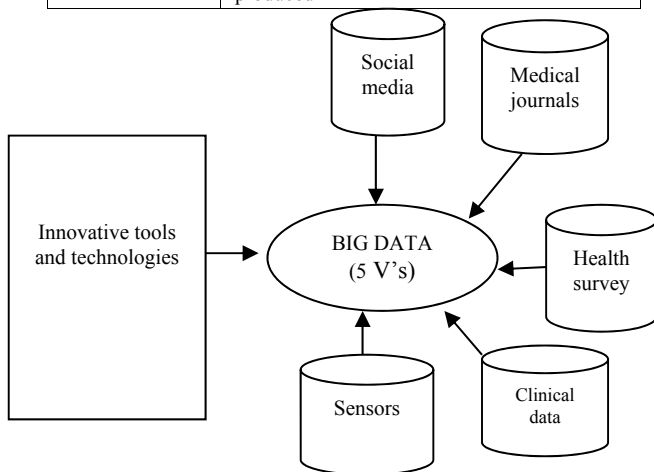 Social
media
Medical
journals
Innovative tools
and technologies
BIG DATA
(5 V’s)
Health
survey
Sensors
Clinical
data